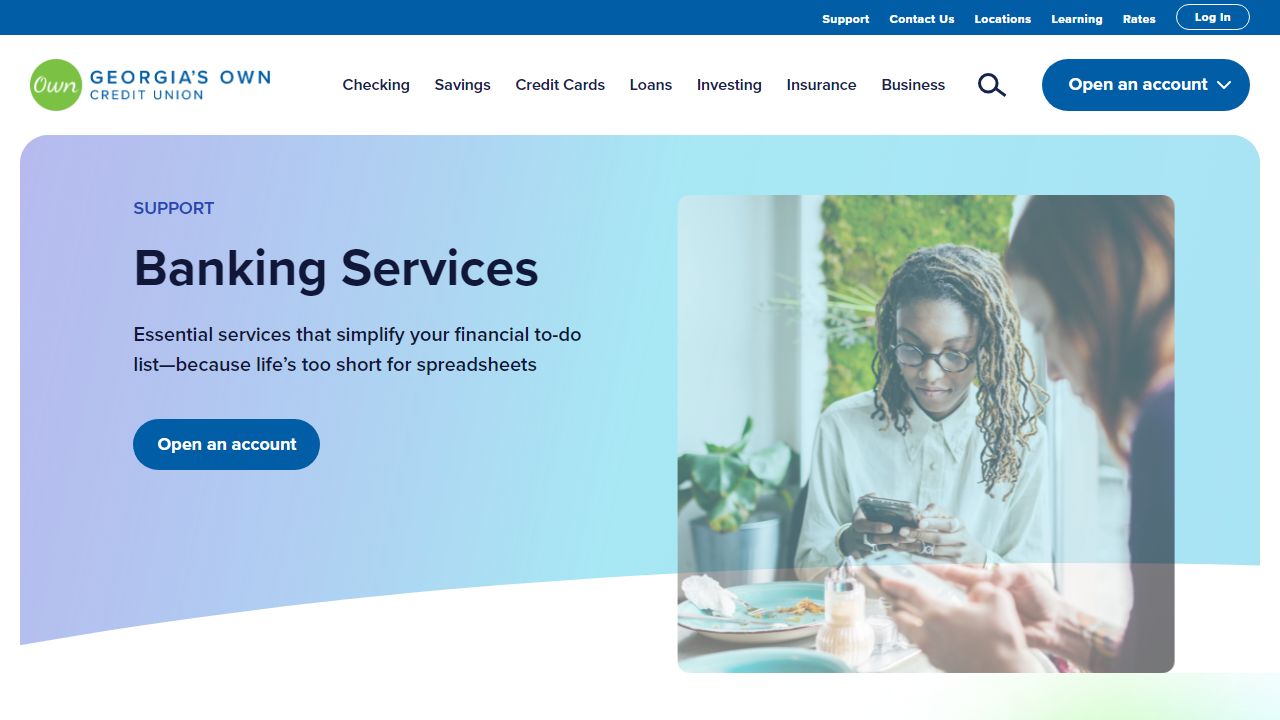 Support Contact Us Locations Learning Rates Log In
Own GEORGIA'S OWN
CREDIT UNION
Checking Savings Credit Cards Loans Investing Insurance Business Open an account
SUPPORT
Banking Services
Essential services that simplify your financial to-do
list—because life’s too short for spreadsheets
Open an account